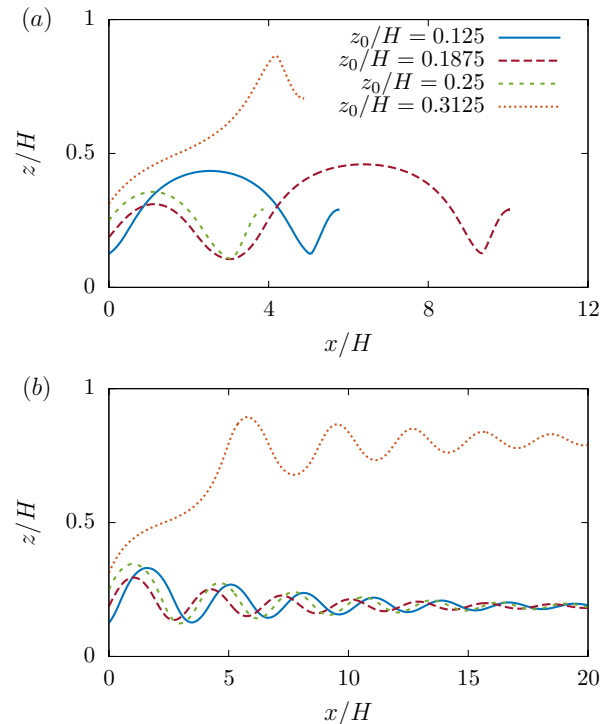 (a)
1
z0/H = 0.125
z0/H = 0.1875
z0/H = 0.25
z0/H = 0.3125
z/H
0.5
0
0 4 8 12
x/H
(b)
1
z/H
0.5
0
0 5 10 15 20
x/H